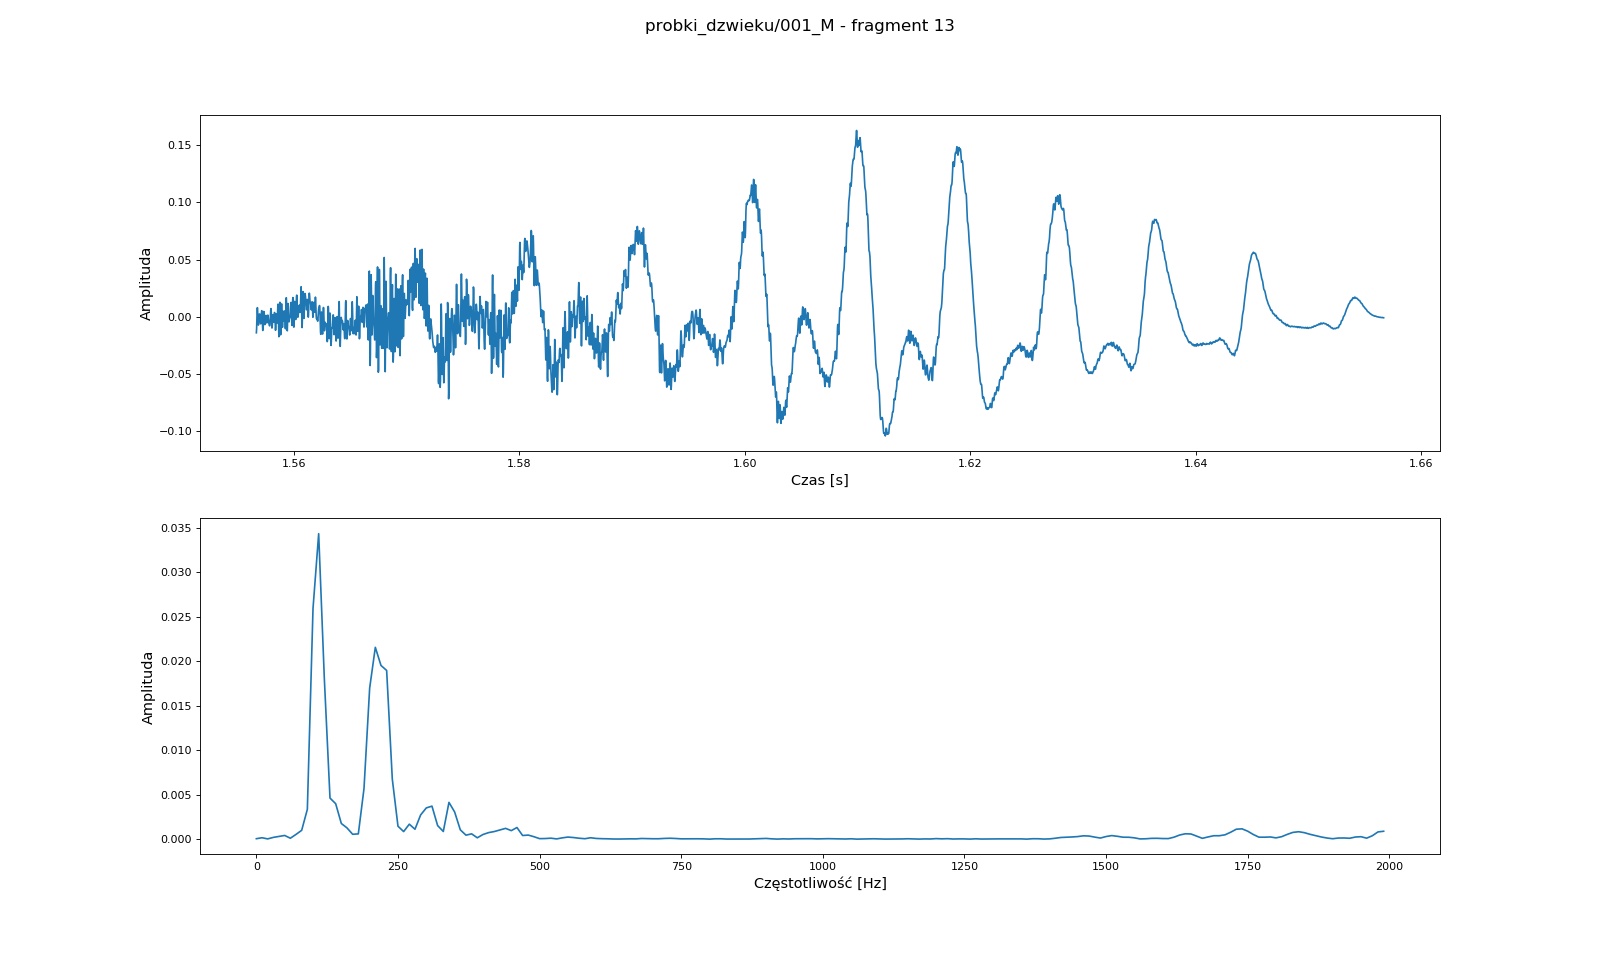 probki_dzwieku/001_M - fragment 13
Amplituda
0.15
0.10
0.05
0.00
−0.05
−0.10
1.56 1.58 1.60 1.62 1.64 1.66
Czas [s]
Amplituda
0.035
0.030
0.025
0.020
0.015
0.010
0.005
0.000
0 250 500 750 1000 1250 1500 1750 2000
Częstotliwość [Hz]